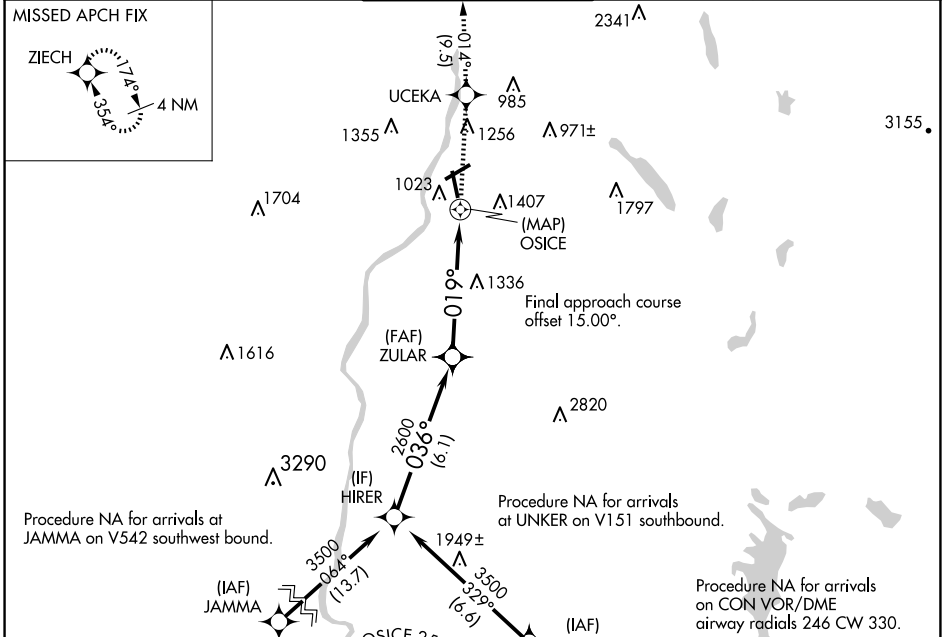 MISSED APCH FIX
ZIECH
174°
354°
4 NM
014°
(9.5)
2341
UCEKA
985
1355
1256
971±
3155
1023
1704
1407
1797
(MAP)
OSICE
1336
016°
Final approach course
offset 15.00°.
(FAF)
ZULAR
1616
2820
2600
036°
(6.1)
3290
(IF)
HIRER
Procedure NA for arrivals at
JAMMA on V542 southwest bound.
Procedure NA for arrivals
at UNKER on V151 southbound.
1949±
3500
064°
(13.7)
3500
329°
(6.6)
(IAF)
JAMMA
(IAF)
Procedure NA for arrivals
on CON VOR/DME
airway radials 246 CW 330.
OSICE